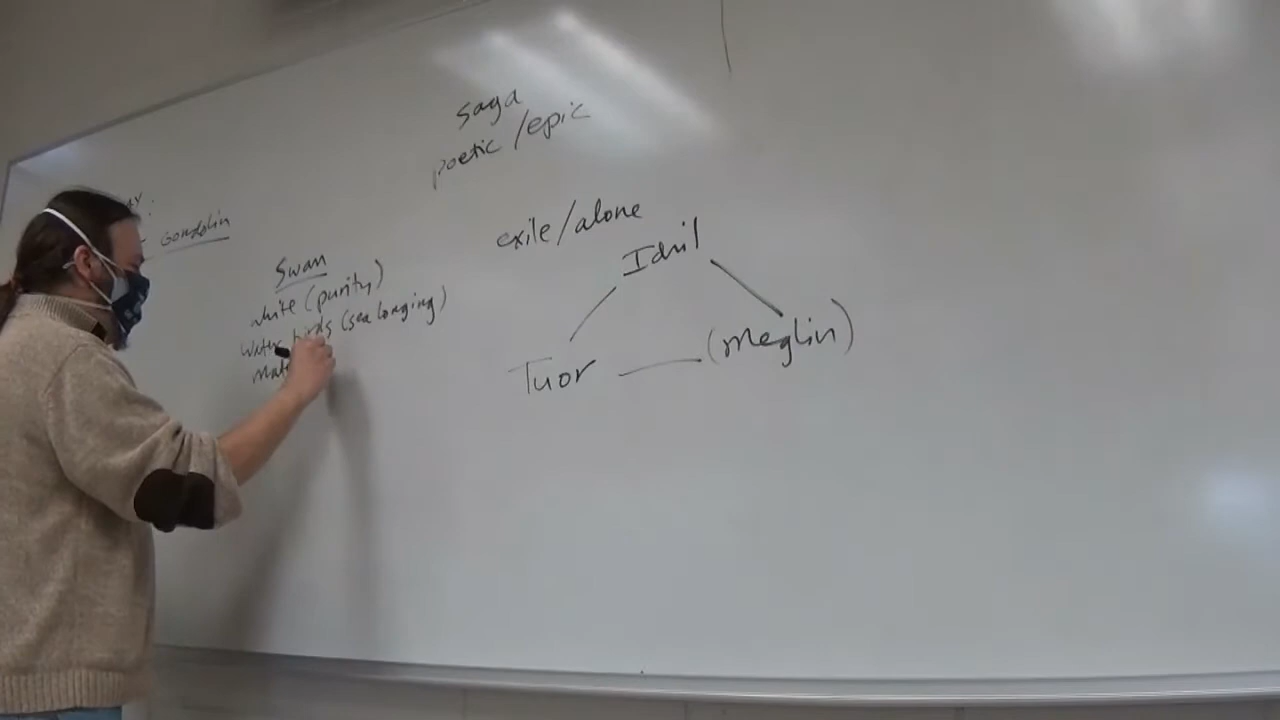 saga
poetic/epic
Gondolin
exile/alone
Swan
white (purity)
water birds (sea longing)
Idril
Tuor
(Meglin)